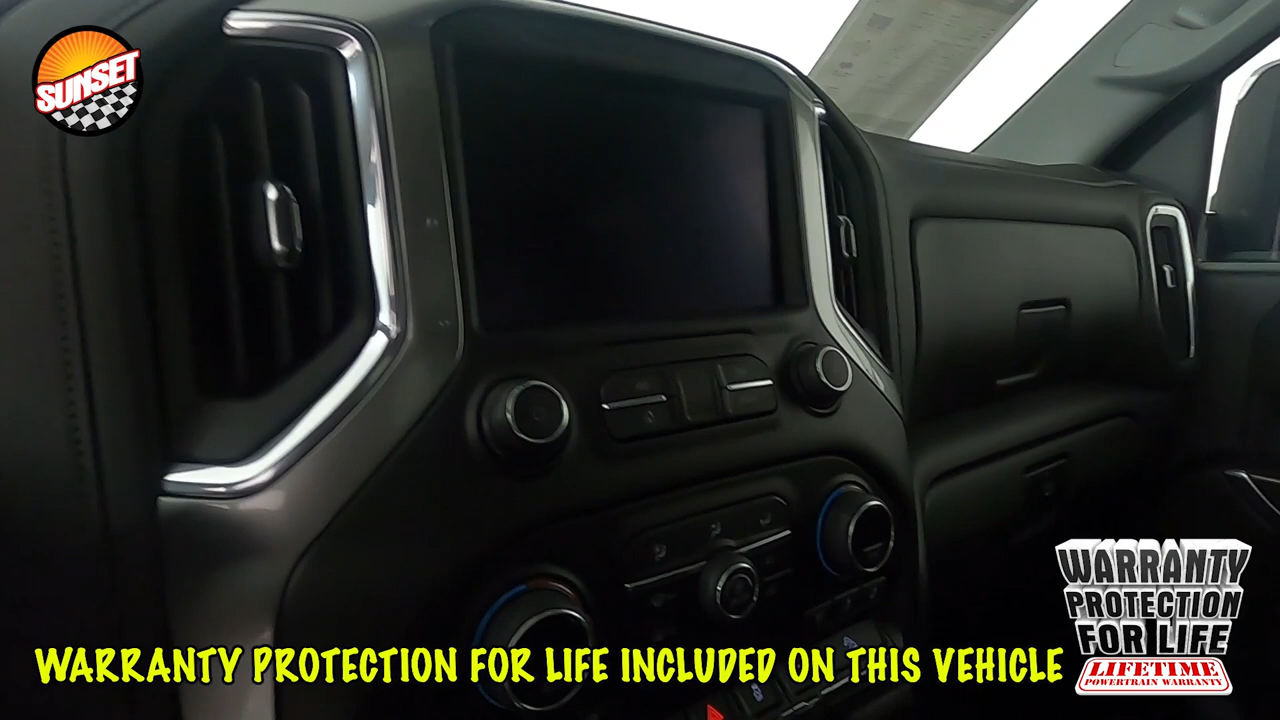 SUNSET
WARRANTY PROTECTION FOR LIFE INCLUDED ON THIS VEHICLE
WARRANTY
PROTECTION
FOR LIFE
LIFETIME
POWERTRAIN WARRANTY